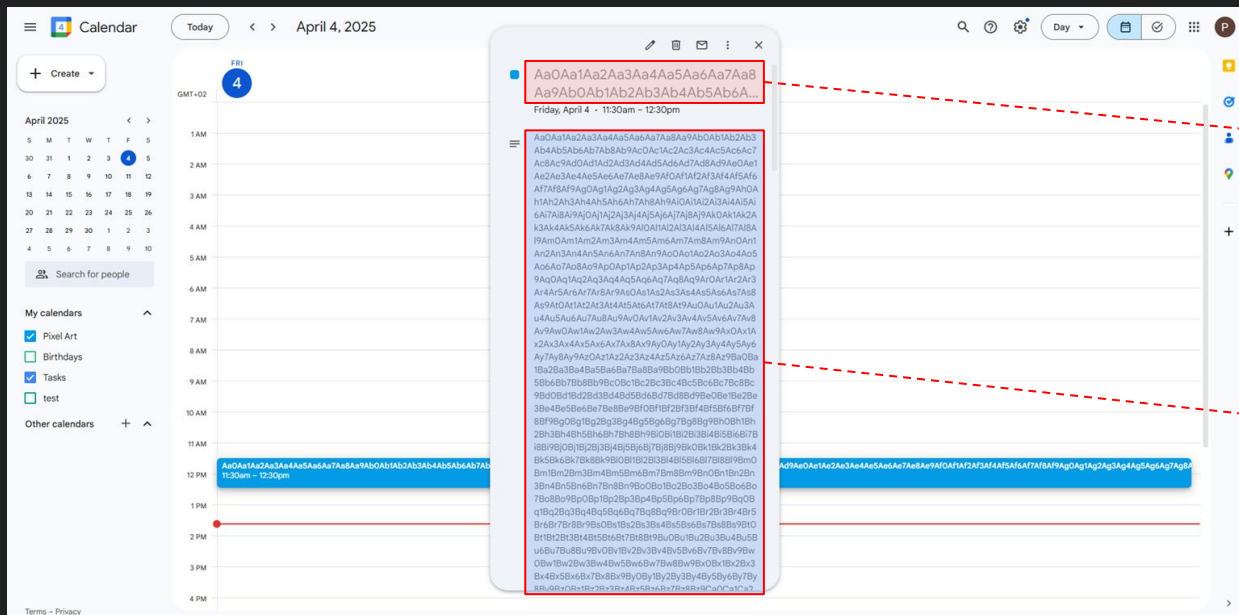 Calendar
Today
April 4, 2025
Day
P
Create
FRI
4
GMT+02
April 2025
S M T W T F S
30 31 1 2 3 4 5
6 7 8 9 10 11 12
13 14 15 16 17 18 19
20 21 22 23 24 25 26
27 28 29 30 1 2 3
4 5 6 7 8 9 10
Search for people
My calendars
Pixel Art
Birthdays
Tasks
test
Other calendars
Terms – Privacy
1 AM
2 AM
3 AM
4 AM
5 AM
6 AM
7 AM
8 AM
9 AM
10 AM
11 AM
12 PM
1 PM
2 PM
3 PM
4 PM
Aa0Aa1Aa2Aa3Aa4Aa5Aa6Aa7Aa8Aa9Ab0Ab1Ab2Ab3Ab4Ab5Ab6Ab7Ab
11:30am – 12:30pm
Ad9Ae0Ae1Ae2Ae3Ae4Ae5Ae6Ae7Ae8Ae9Af0Af1Af2Af3Af4Af5Af6Af7Af8Af9Ag0Ag1Ag2Ag3Ag4Ag5Ag6Ag7Ag8A
Aa0Aa1Aa2Aa3Aa4Aa5Aa6Aa7Aa8
Aa9Ab0Ab1Ab2Ab3Ab4Ab5Ab6A...
Friday, April 4 · 11:30am – 12:30pm
Aa0Aa1Aa2Aa3Aa4Aa5Aa6Aa7Aa8Aa9Ab0Ab1Ab2Ab3
Ab4Ab5Ab6Ab7Ab8Ab9Ac0Ac1Ac2Ac3Ac4Ac5Ac6Ac7
Ac8Ac9Ad0Ad1Ad2Ad3Ad4Ad5Ad6Ad7Ad8Ad9Ae0Ae1
Ae2Ae3Ae4Ae5Ae6Ae7Ae8Ae9Af0Af1Af2Af3Af4Af5Af6
Af7Af8Af9Ag0Ag1Ag2Ag3Ag4Ag5Ag6Ag7Ag8Ag9Ah0A
h1Ah2Ah3Ah4Ah5Ah6Ah7Ah8Ah9Ai0Ai1Ai2Ai3Ai4Ai5Ai
6Ai7Ai8Ai9Aj0Aj1Aj2Aj3Aj4Aj5Aj6Aj7Aj8Aj9Ak0Ak1Ak2A
k3Ak4Ak5Ak6Ak7Ak8Ak9Al0Al1Al2Al3Al4Al5Al6Al7Al8A
l9Am0Am1Am2Am3Am4Am5Am6Am7Am8Am9An0An1
An2An3An4An5An6An7An8An9Ao0Ao1Ao2Ao3Ao4Ao5
Ao6Ao7Ao8Ao9Ap0Ap1Ap2Ap3Ap4Ap5Ap6Ap7Ap8Ap
9Aq0Aq1Aq2Aq3Aq4Aq5Aq6Aq7Aq8Aq9Ar0Ar1Ar2Ar3
Ar4Ar5Ar6Ar7Ar8Ar9As0As1As2As3As4As5As6As7As8
As9At0At1At2At3At4At5At6At7At8At9Au0Au1Au2Au3A
u4Au5Au6Au7Au8Au9Av0Av1Av2Av3Av4Av5Av6Av7Av8
Av9Aw0Aw1Aw2Aw3Aw4Aw5Aw6Aw7Aw8Aw9Ax0Ax1A
x2Ax3Ax4Ax5Ax6Ax7Ax8Ax9Ay0Ay1Ay2Ay3Ay4Ay5Ay6
Ay7Ay8Ay9Az0Az1Az2Az3Az4Az5Az6Az7Az8Az9Ba0Ba
1Ba2Ba3Ba4Ba5Ba6Ba7Ba8Ba9Bb0Bb1Bb2Bb3Bb4Bb
5Bb6Bb7Bb8Bb9Bc0Bc1Bc2Bc3Bc4Bc5Bc6Bc7Bc8Bc
9Bd0Bd1Bd2Bd3Bd4Bd5Bd6Bd7Bd8Bd9Be0Be1Be2Be
3Be4Be5Be6Be7Be8Be9Bf0Bf1Bf2Bf3Bf4Bf5Bf6Bf7Bf
8Bf9Bg0Bg1Bg2Bg3Bg4Bg5Bg6Bg7Bg8Bg9Bh0Bh1Bh
2Bh3Bh4Bh5Bh6Bh7Bh8Bh9Bi0Bi1Bi2Bi3Bi4Bi5Bi6Bi7B
i8Bi9Bj0Bj1Bj2Bj3Bj4Bj5Bj6Bj7Bj8Bj9Bk0Bk1Bk2Bk3Bk4
Bk5Bk6Bk7Bk8Bk9Bl0Bl1Bl2Bl3Bl4Bl5Bl6Bl7Bl8Bl9Bm0
Bm1Bm2Bm3Bm4Bm5Bm6Bm7Bm8Bm9Bn0Bn1Bn2Bn
3Bn4Bn5Bn6Bn7Bn8Bn9Bo0Bo1Bo2Bo3Bo4Bo5Bo6Bo
7Bo8Bo9Bp0Bp1Bp2Bp3Bp4Bp5Bp6Bp7Bp8Bp9Bq0B
q1Bq2Bq3Bq4Bq5Bq6Bq7Bq8Bq9Br0Br1Br2Br3Br4Br5
Br6Br7Br8Br9Bs0Bs1Bs2Bs3Bs4Bs5Bs6Bs7Bs8Bs9Bt0
Bt1Bt2Bt3Bt4Bt5Bt6Bt7Bt8Bt9Bu0Bu1Bu2Bu3Bu4Bu5B
u6Bu7Bu8Bu9Bv0Bv1Bv2Bv3Bv4Bv5Bv6Bv7Bv8Bv9Bw
0Bw1Bw2Bw3Bw4Bw5Bw6Bw7Bw8Bw9Bx0Bx1Bx2Bx3
Bx4Bx5Bx6Bx7Bx8Bx9By0By1By2By3By4By5By6By7By
8By9Bz0Bz1Bz2Bz3Bz4Bz5Bz6Bz7Bz8Bz9Ca0Ca1Ca2